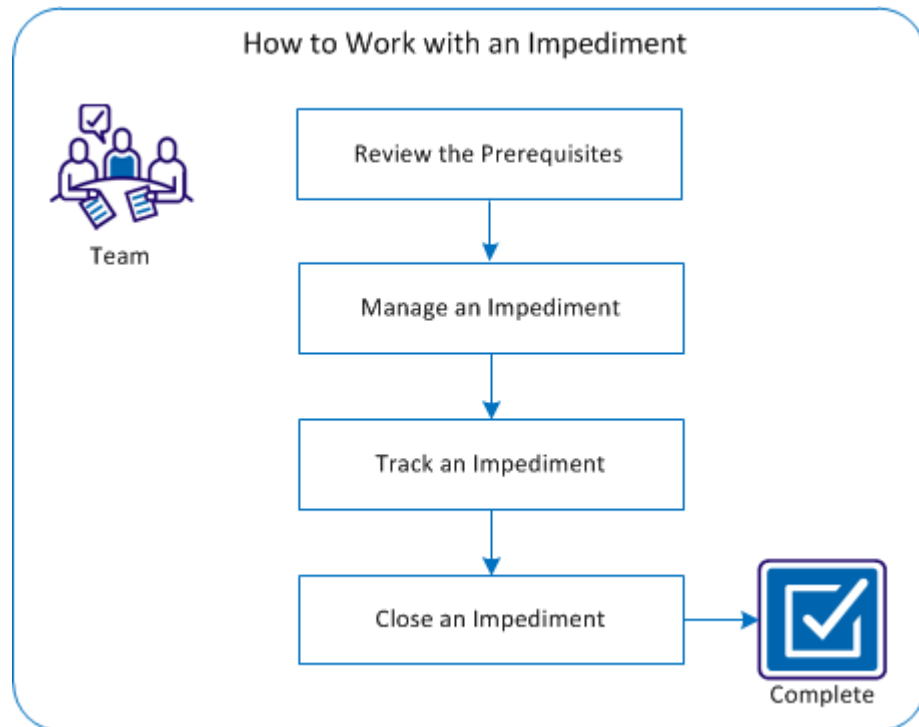 How to Work with an Impediment
Review the Prerequisites
Team
Manage an Impediment
Track an Impediment
Close an Impediment
Complete